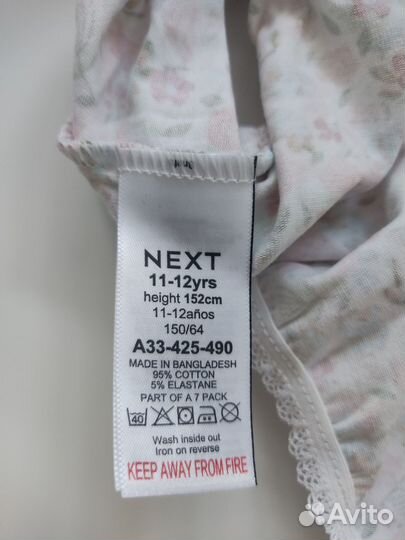 NEXT
11-12yrs
height 152cm
11-12años
150/64
A33-425-490
MADE IN BANGLADESH
95% COTTON
5% ELASTANE
PART OF A 7 PACK
40
Wash inside out
Iron on reverse
KEEP AWAY FROM FIRE
Avito